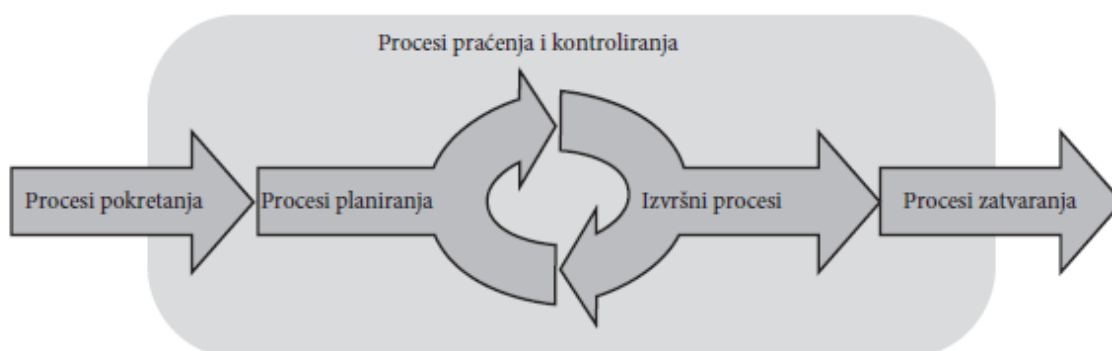 Procesi praćenja i kontroliranja
Procesi pokretanja
Procesi planiranja
Izvršni procesi
Procesi zatvaranja